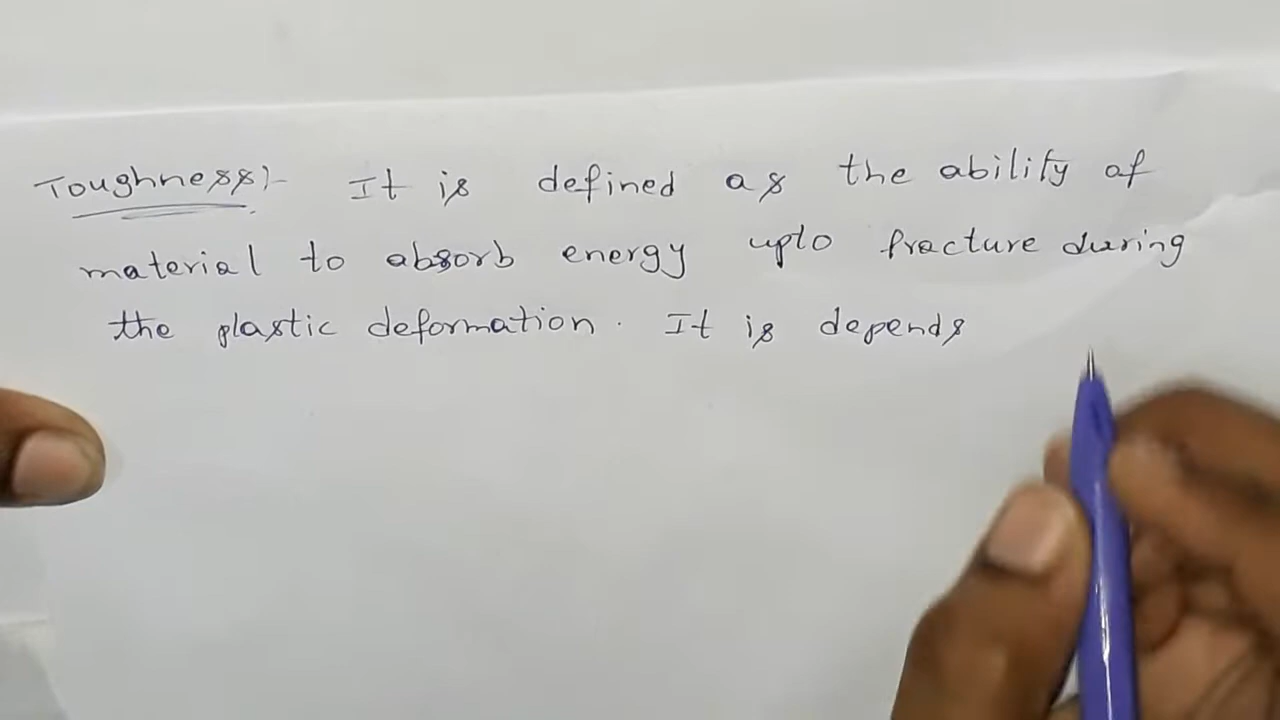 Toughness:- It is defined as the ability of
material to absorb energy upto fracture during
the plastic deformation. It is depends